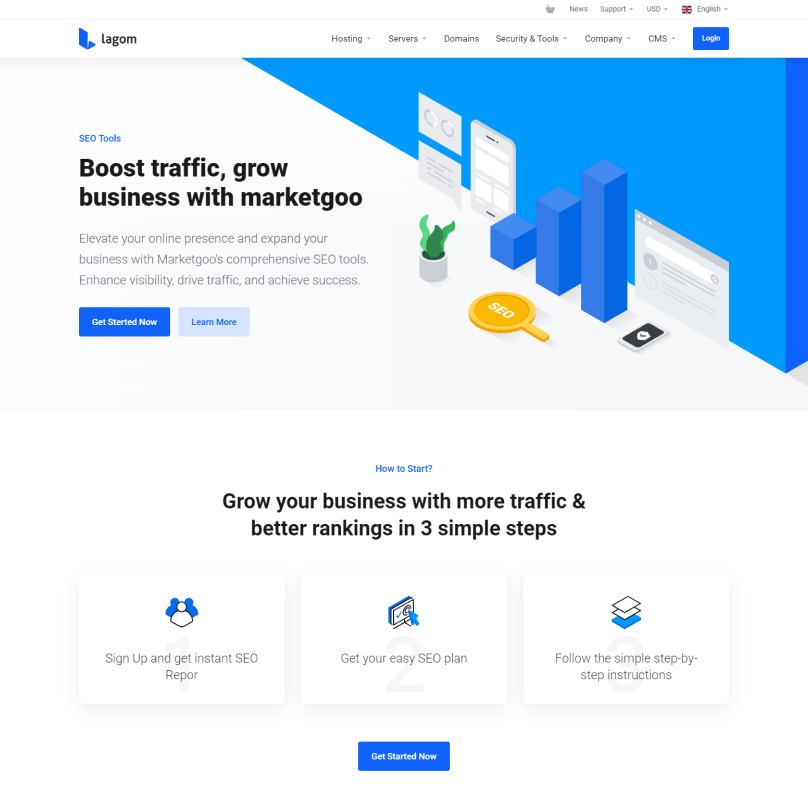 News Support USD English
lagom Hosting Servers Domains Security & Tools Company CMS Login
SEO Tools
Boost traffic, grow
business with marketgoo
Elevate your online presence and expand your
business with Marketgoo's comprehensive SEO tools.
Enhance visibility, drive traffic, and achieve success.
Get Sterted Now Learn More
SEO
1
How to Start?
Grow your business with more traffic &
better rankings in 3 simple steps
1
Sign Up and get instant SEO
Repor
2
Get your easy SEO plan
3
Follow the simple step-by-
step instructions
Get Started Now